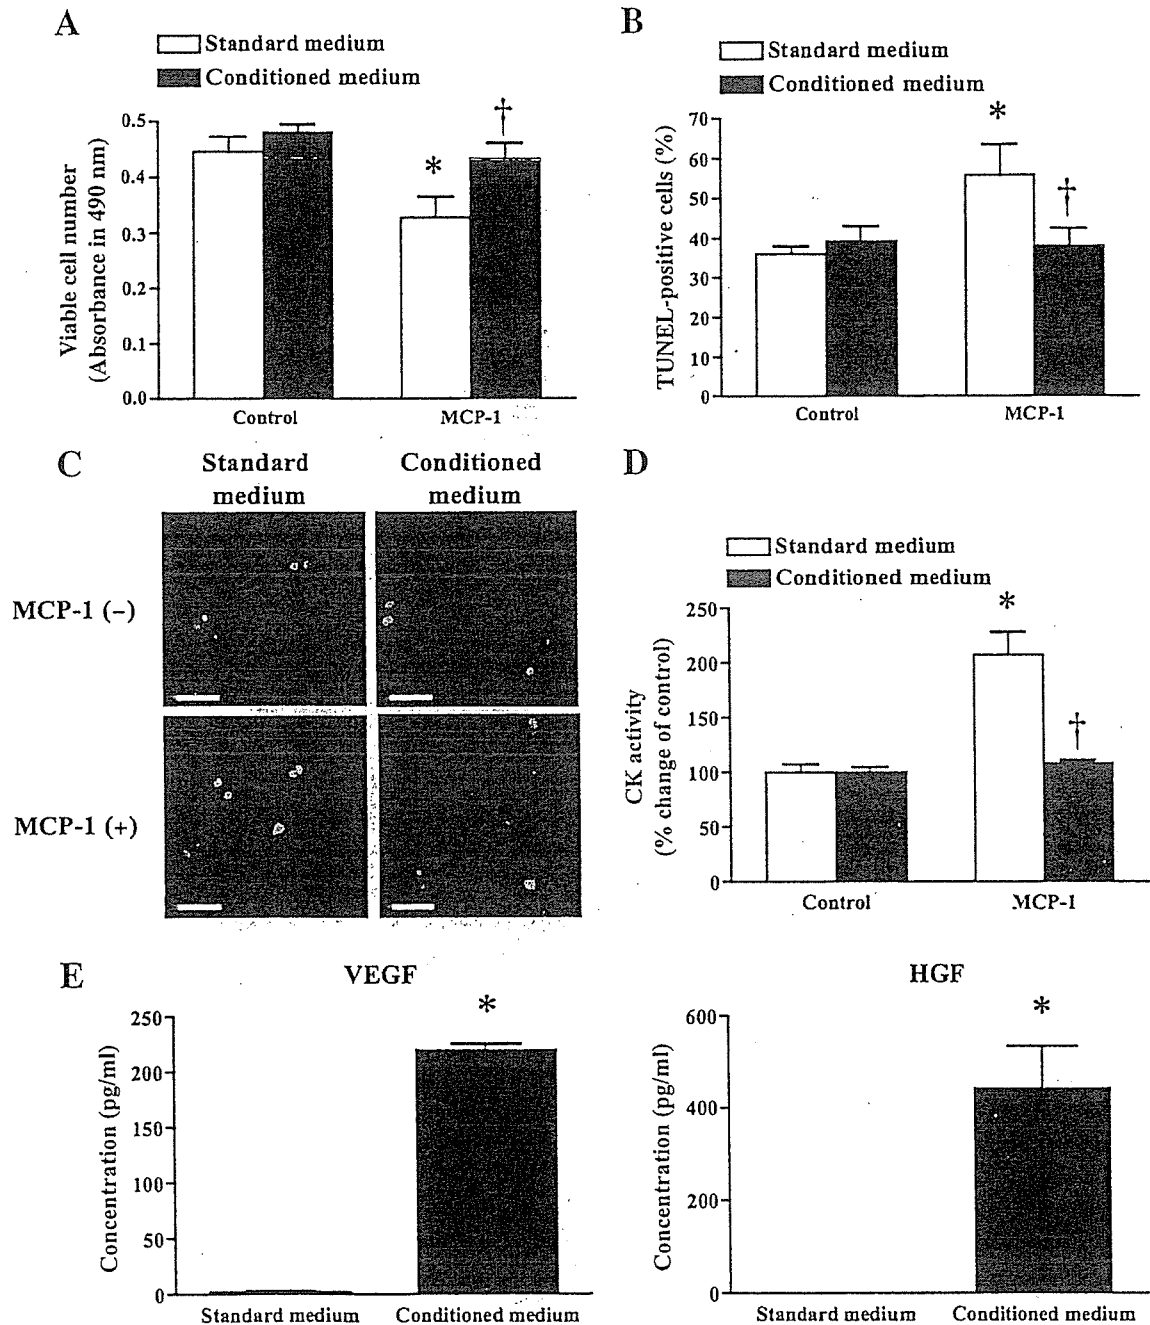 A
Standard medium
Conditioned medium
Viable cell number
(Absorbance in 490 nm)
0.5
0.4
0.3
0.2
0.1
0.0
*
†
Control
MCP-1
B
Standard medium
Conditioned medium
TUNEL-positive cells (%)
70
60
50
40
30
20
10
0
*
†
Control
MCP-1
C
Standard
medium
Conditioned
medium
MCP-1 (−)
MCP-1 (+)
D
Standard medium
Conditioned medium
CK activity
(% change of control)
250
200
150
100
50
0
*
†
Control
MCP-1
E
VEGF
Concentration (pg/ml)
250
200
150
100
50
0
*
Standard medium
Conditioned medium
HGF
Concentration (pg/ml)
600
400
200
0
*
Standard medium
Conditioned medium